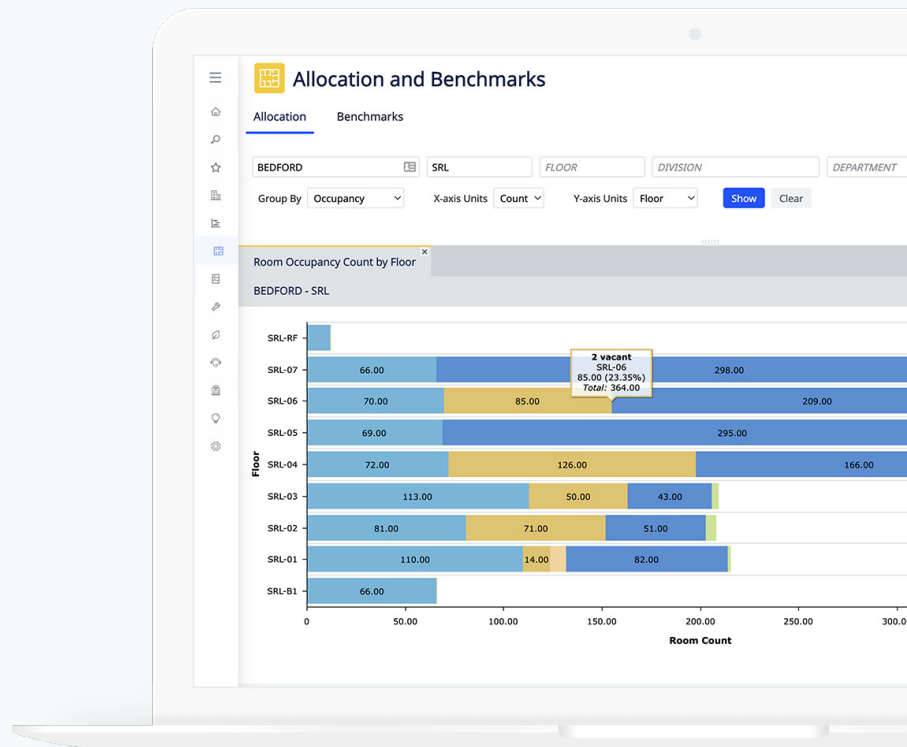 Allocation and Benchmarks
Allocation Benchmarks
BEDFORD SRL FLOOR DIVISION DEPARTMENT
Group By Occupancy X-axis Units Count Y-axis Units Floor Show Clear
Room Occupancy Count by Floor
BEDFORD - SRL
SRL-RF
2 vacant
SRL-06
85.00 (23.35%)
Total: 364.00
SRL-07 66.00 298.00
SRL-06 70.00 85.00 209.00
SRL-05 69.00 295.00
SRL-04 72.00 126.00 166.00
SRL-03 113.00 50.00 43.00
SRL-02 81.00 71.00 51.00
SRL-01 110.00 14.00 82.00
SRL-B1 66.00
Floor
0 50.00 100.00 150.00 200.00 250.00 300.0
Room Count